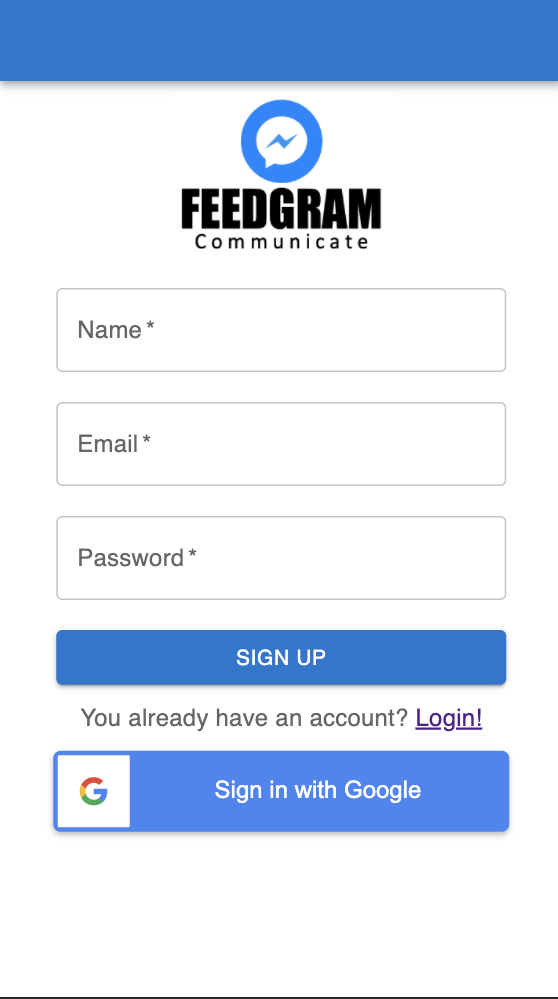 FEEDGRAM
Communicate
Name *
Email *
Password *
SIGN UP
You already have an account? Login!
Sign in with Google